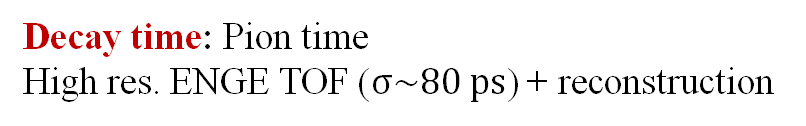 Decay time: Pion time
High res. ENGE TOF (σ~80 ps) + reconstruction